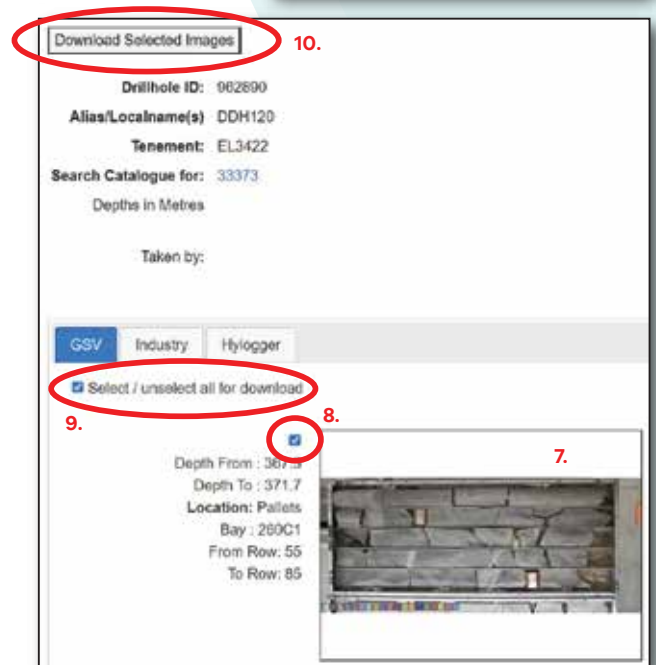 Download Selected Images
10.
Drillhole ID: 962890
Alias/Localname(s) DDH120
Tenement: EL3422
Search Catalogue for: 33373
Depths in Metres
Taken by:
GSV Industry Hylogger
Select / unselect all for download
9.
8.
7.
Depth From : 367.5
Depth To : 371.7
Location: Pallets
Bay : 260C1
From Row: 55
To Row: 85